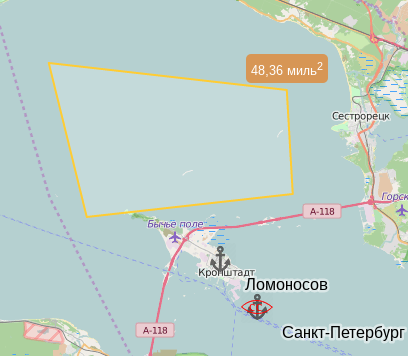 48,36 миль²
Сестрорецк
Горск
А-118
Бычье поле
Кронштадт
Ломоносов
А-118
Санкт-Петербург